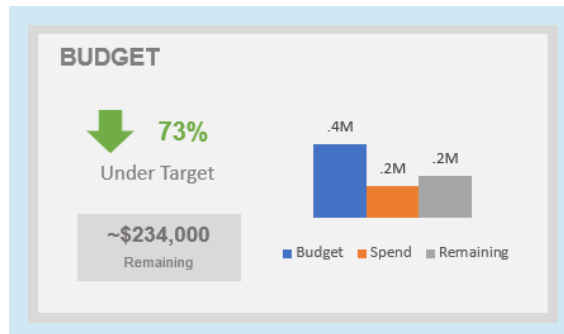 BUDGET
73%
Under Target
~$234,000
Remaining
.4M
.2M
.2M
Budget Spend Remaining